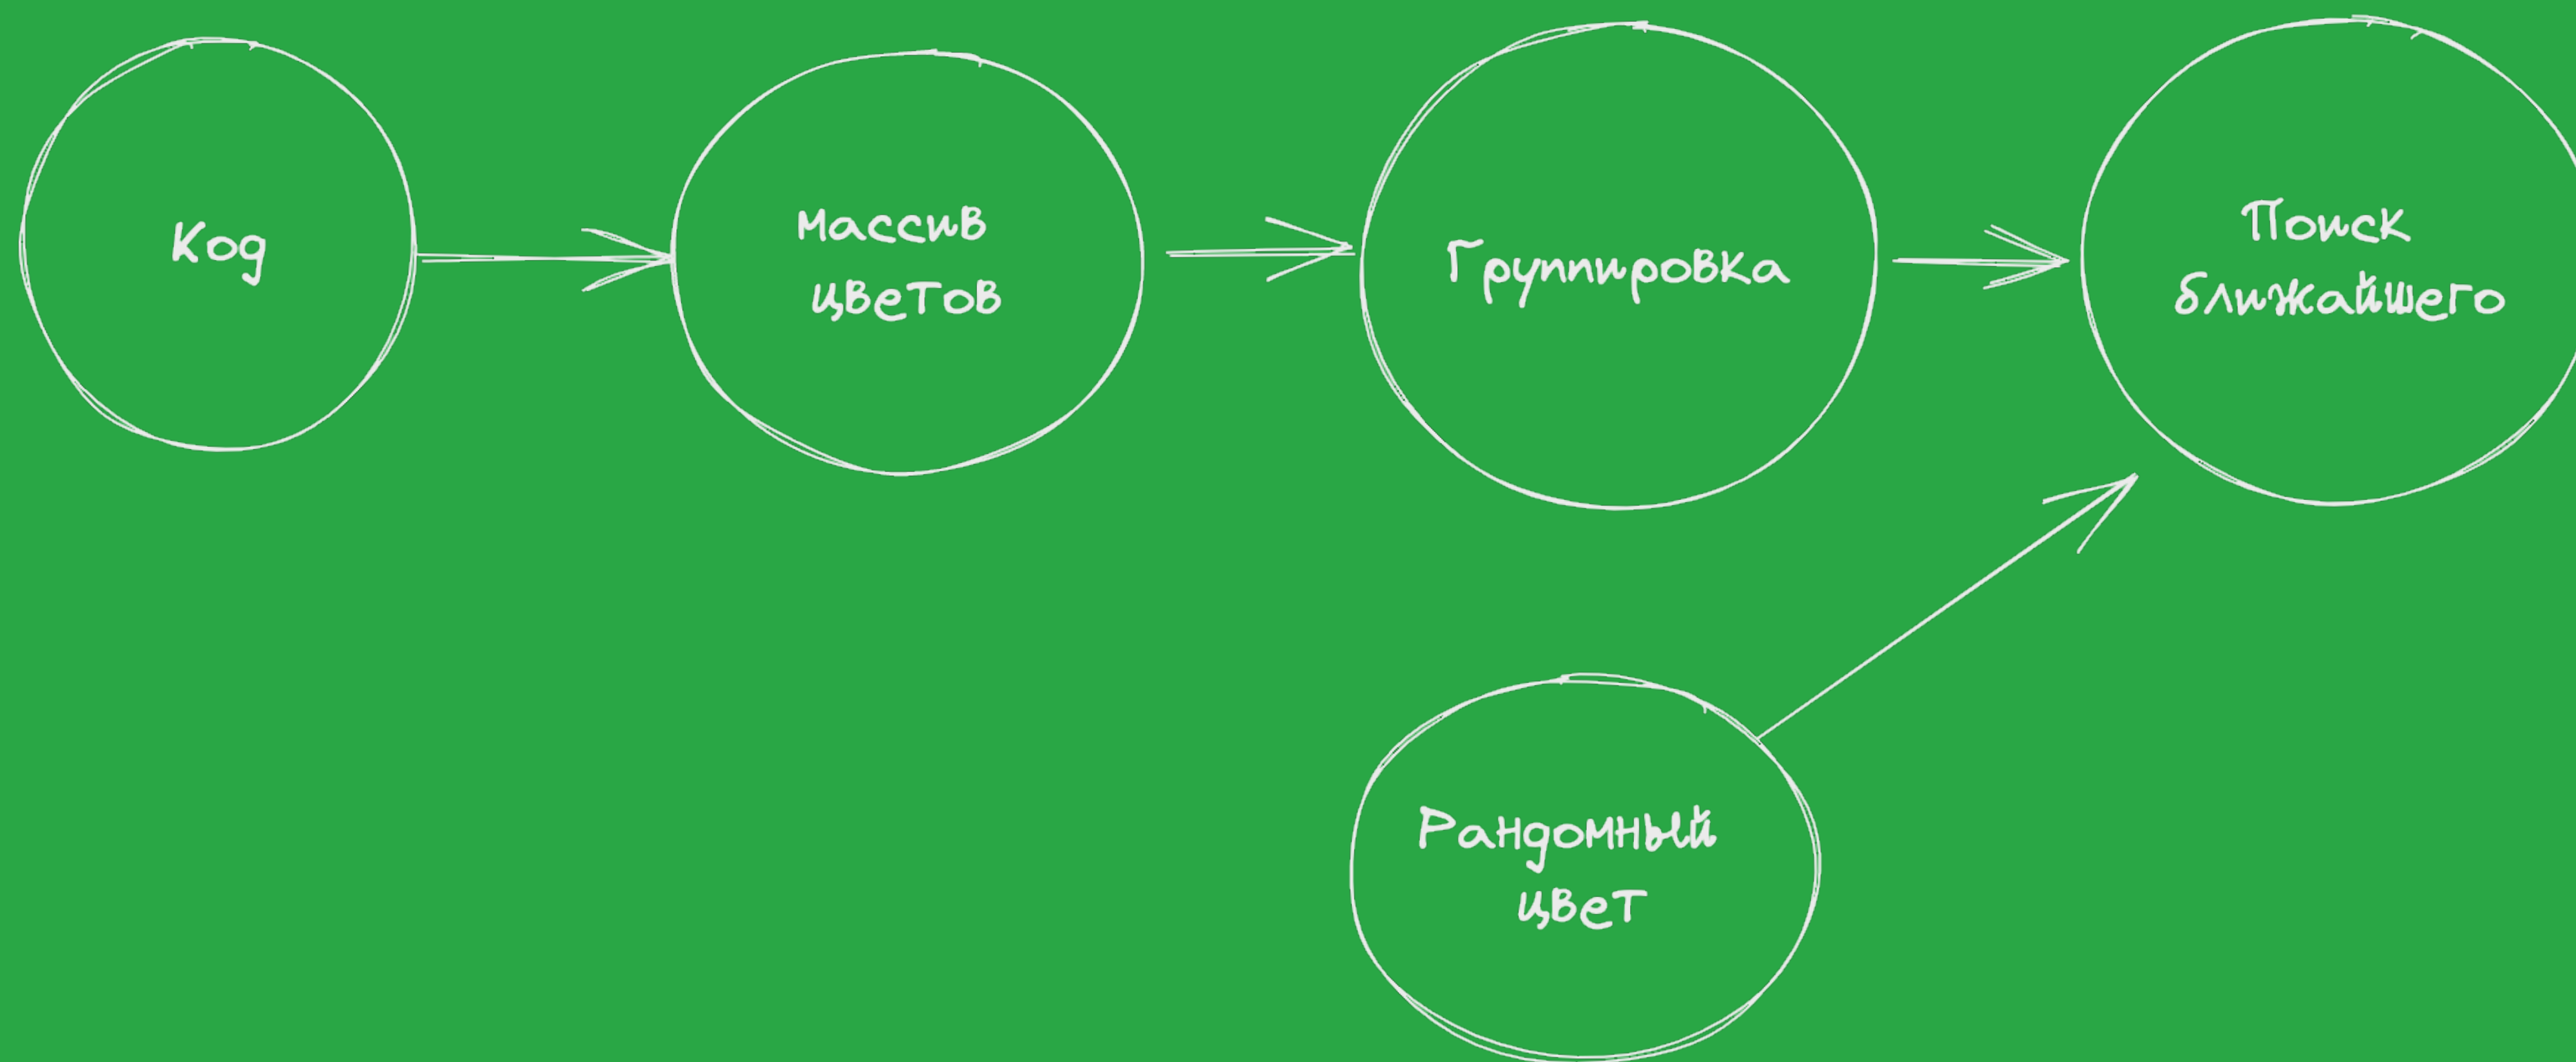 Код
массив
цветов
Группировка
Поиск
ближайшего
Рандомный
цвет